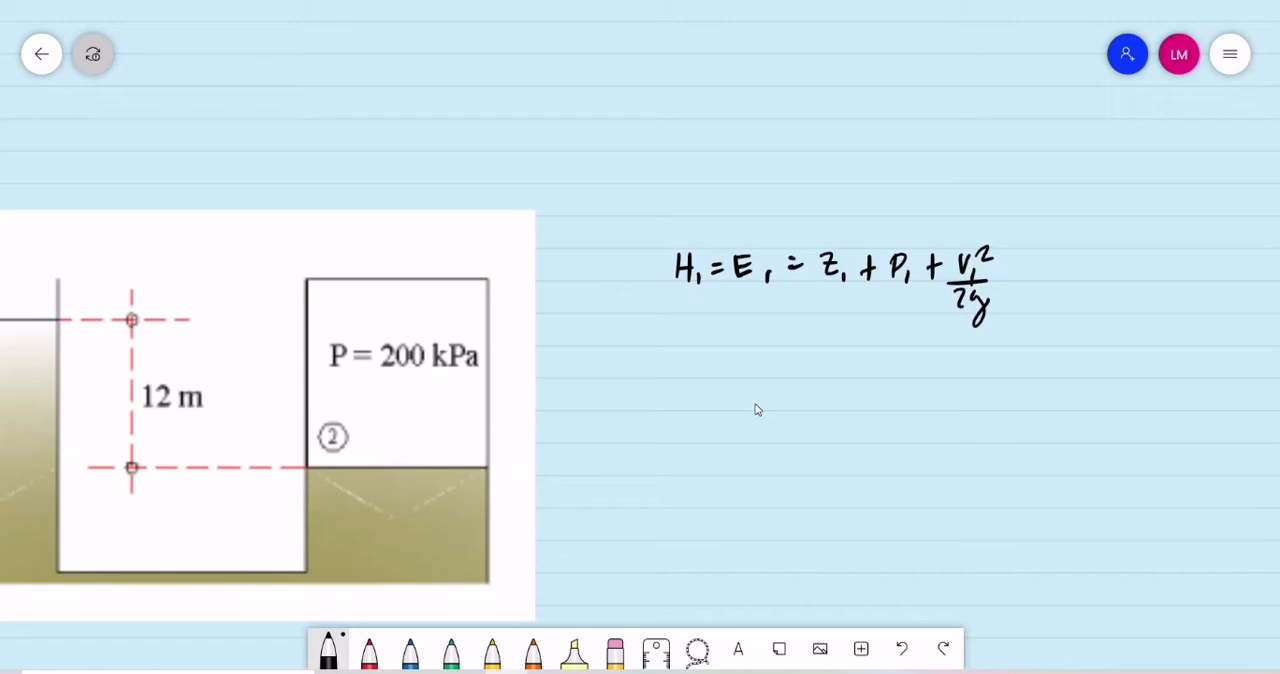 LM
H₁ = E₁ = Z₁ + P₁ + V₁²/2g
P = 200 kPa
12 m
2
A